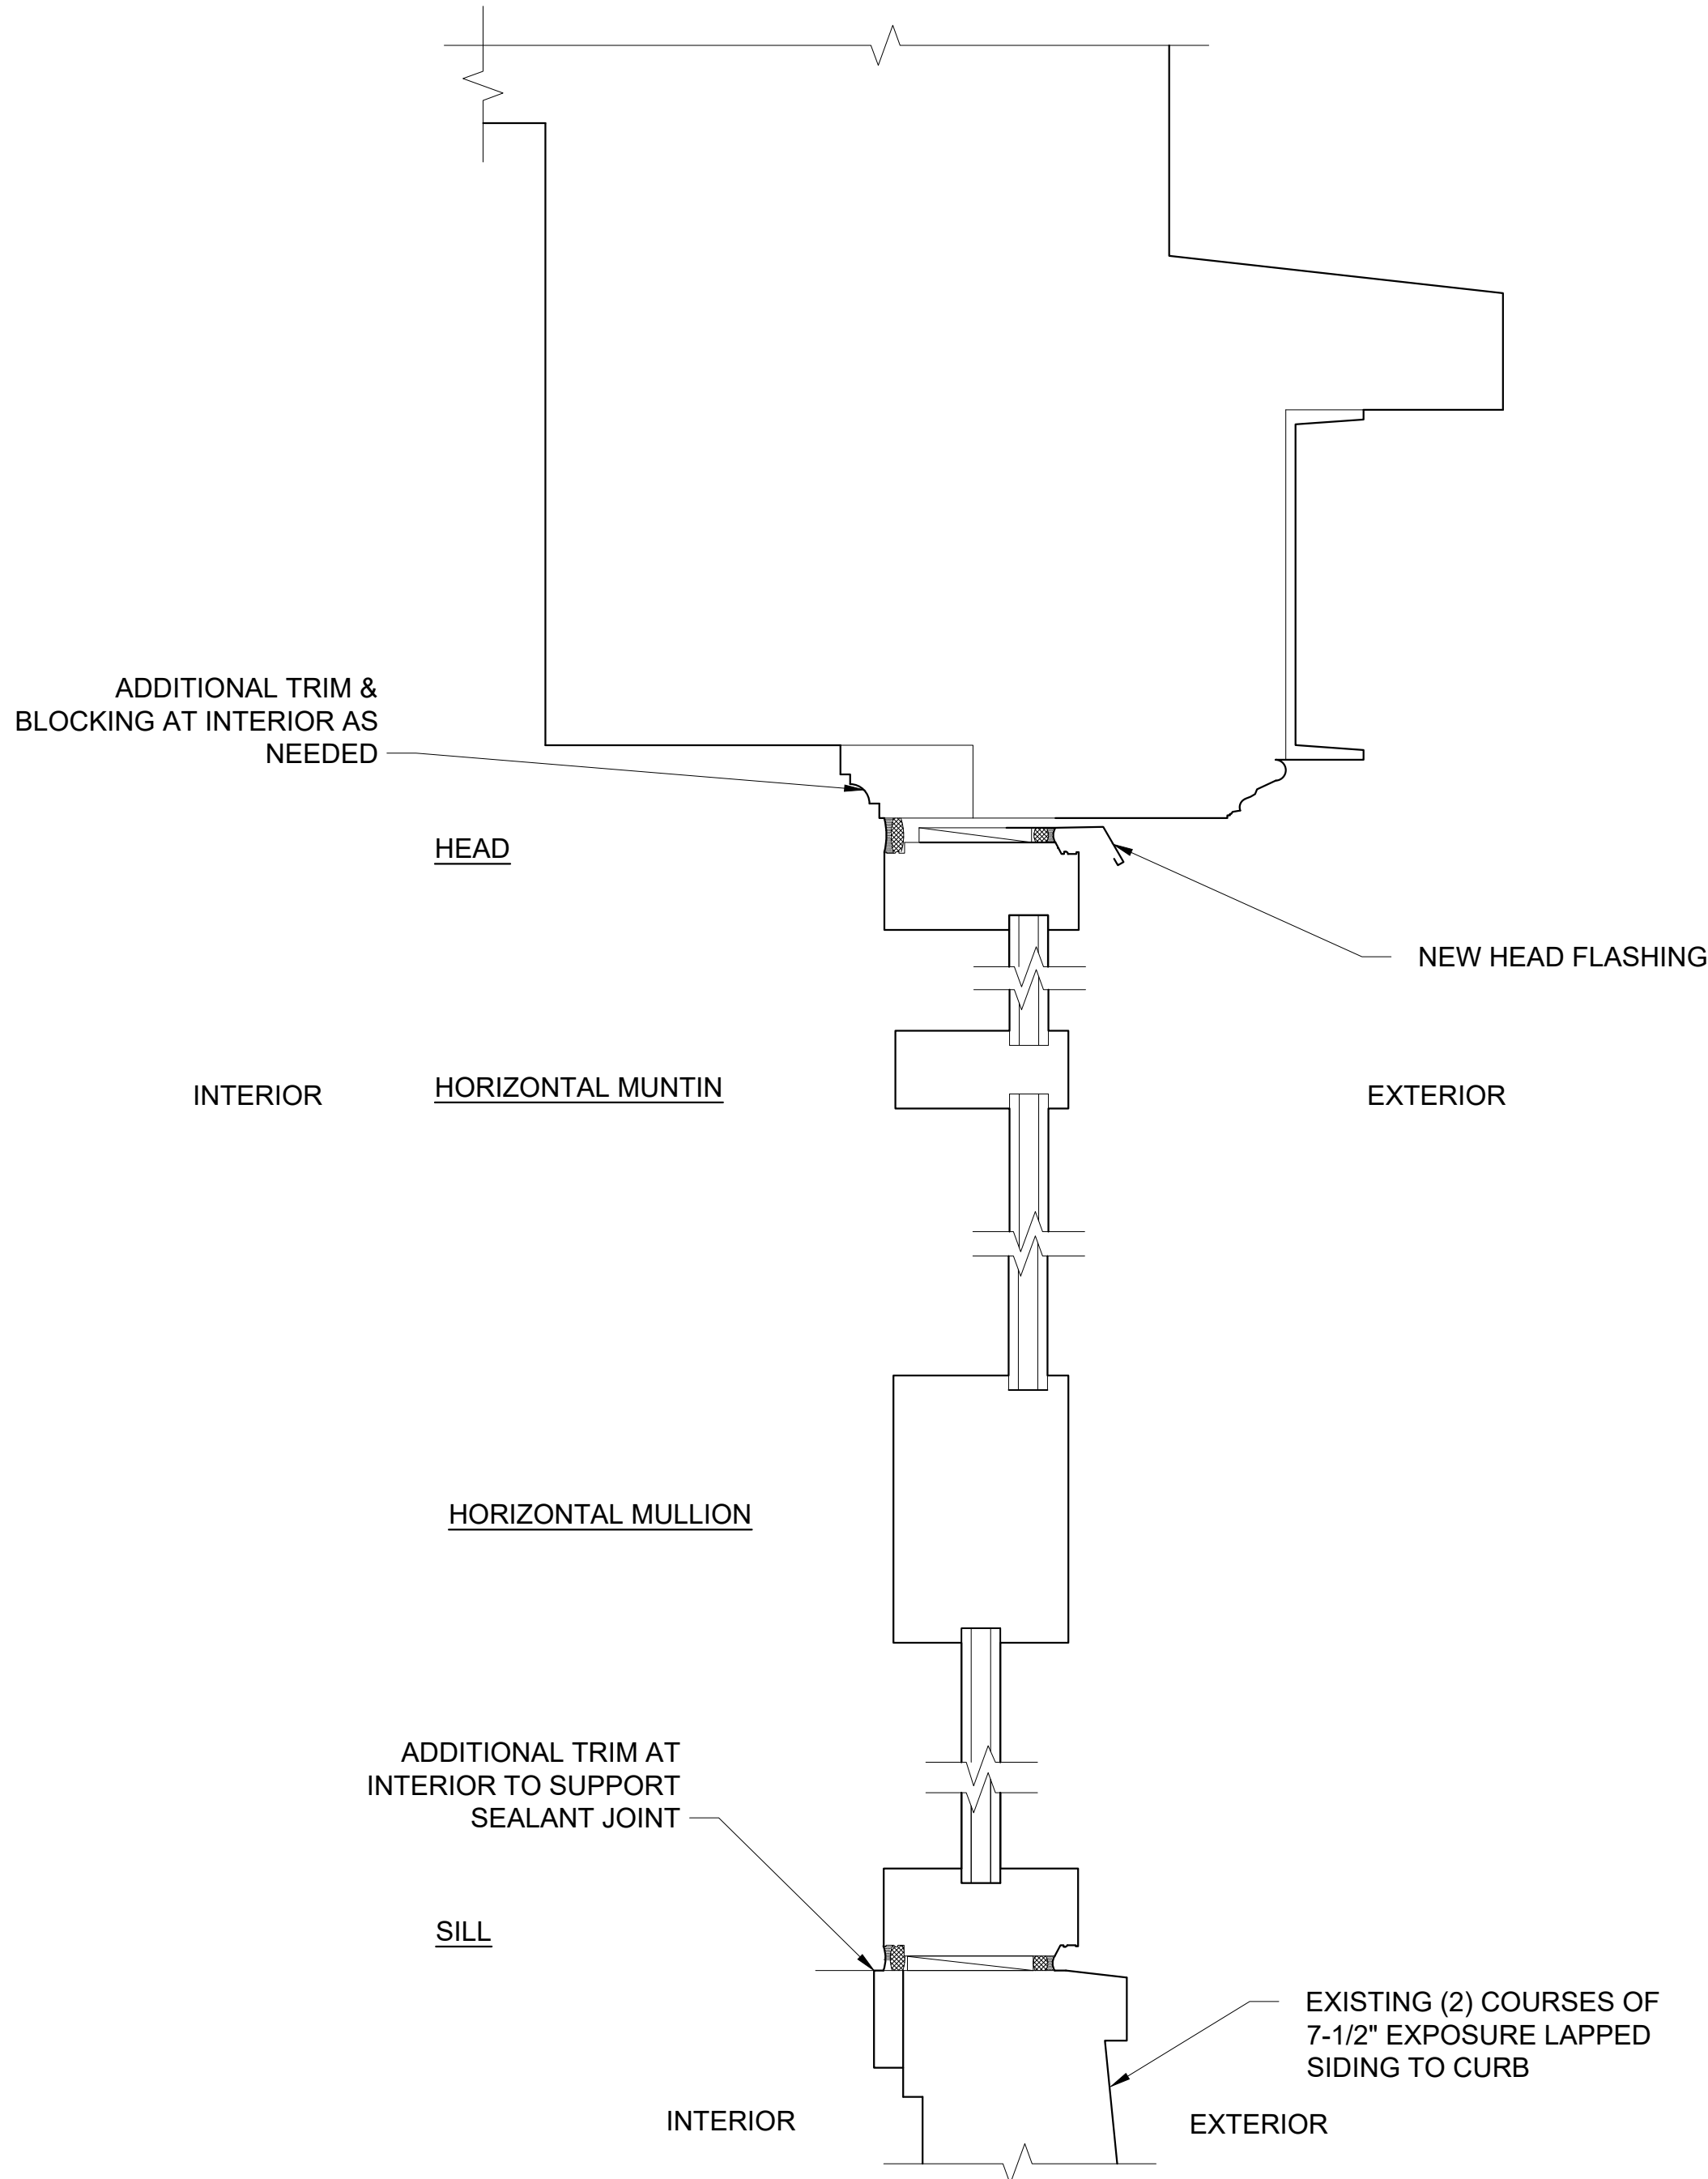 ADDITIONAL TRIM &
BLOCKING AT INTERIOR AS
NEEDED
HEAD
NEW HEAD FLASHING
INTERIOR
HORIZONTAL MUNTIN
EXTERIOR
HORIZONTAL MULLION
ADDITIONAL TRIM AT
INTERIOR TO SUPPORT
SEALANT JOINT
SILL
EXISTING (2) COURSES OF
7-1/2" EXPOSURE LAPPED
SIDING TO CURB
INTERIOR
EXTERIOR